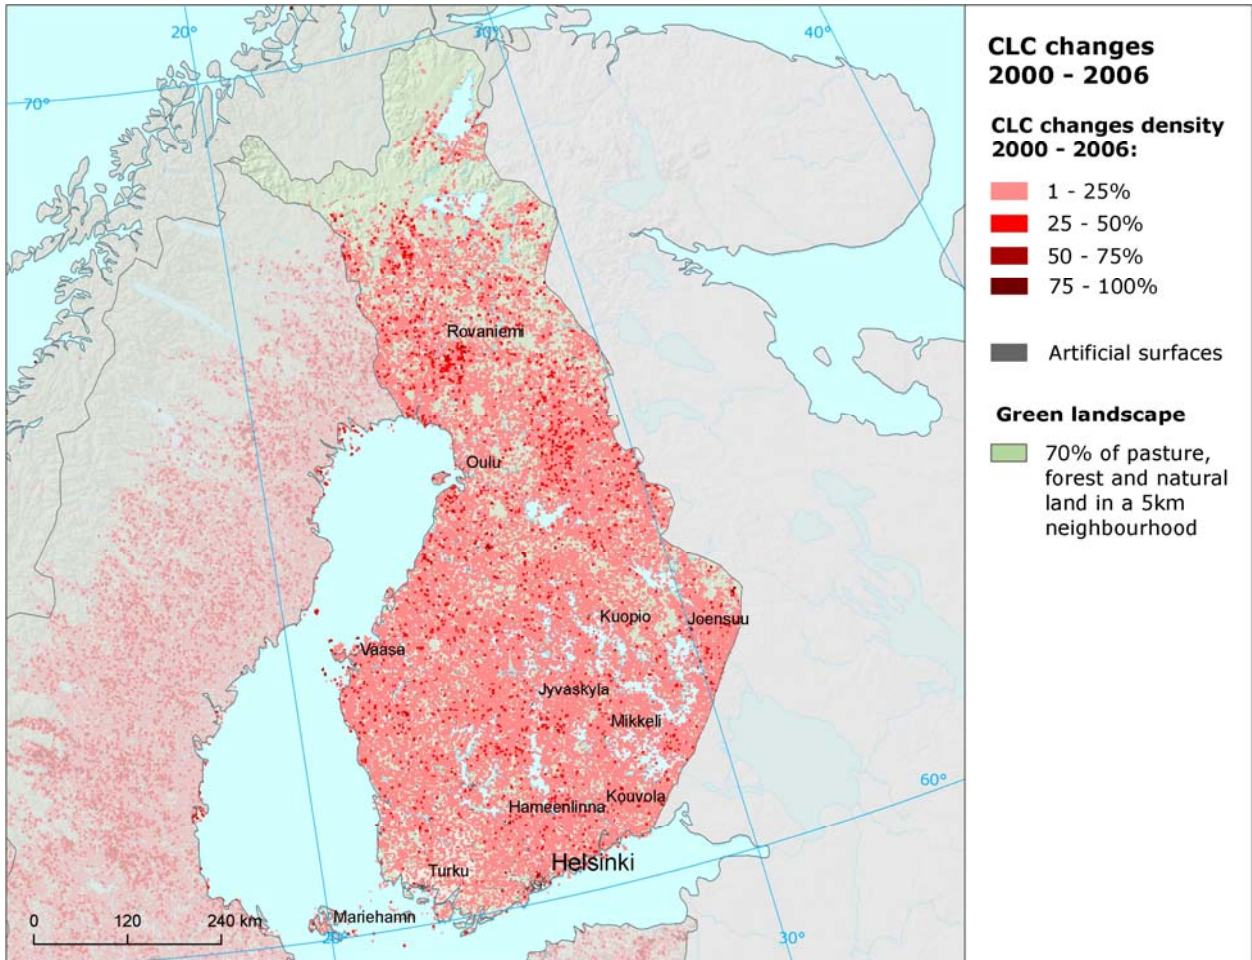 20°
30°
40°
70°
Rovaniemi
Oulu
Kuopio
Joensuu
Vaasa
Jyvaskyla
Mikkeli
60°
Kouvola
Hameenlinna
Helsinki
Turku
Mariehamn
0 120 240 km
20°
30°
CLC changes
2000 - 2006
CLC changes density
2000 - 2006:
1 - 25%
25 - 50%
50 - 75%
75 - 100%
Artificial surfaces
Green landscape
70% of pasture,
forest and natural
land in a 5km
neighbourhood